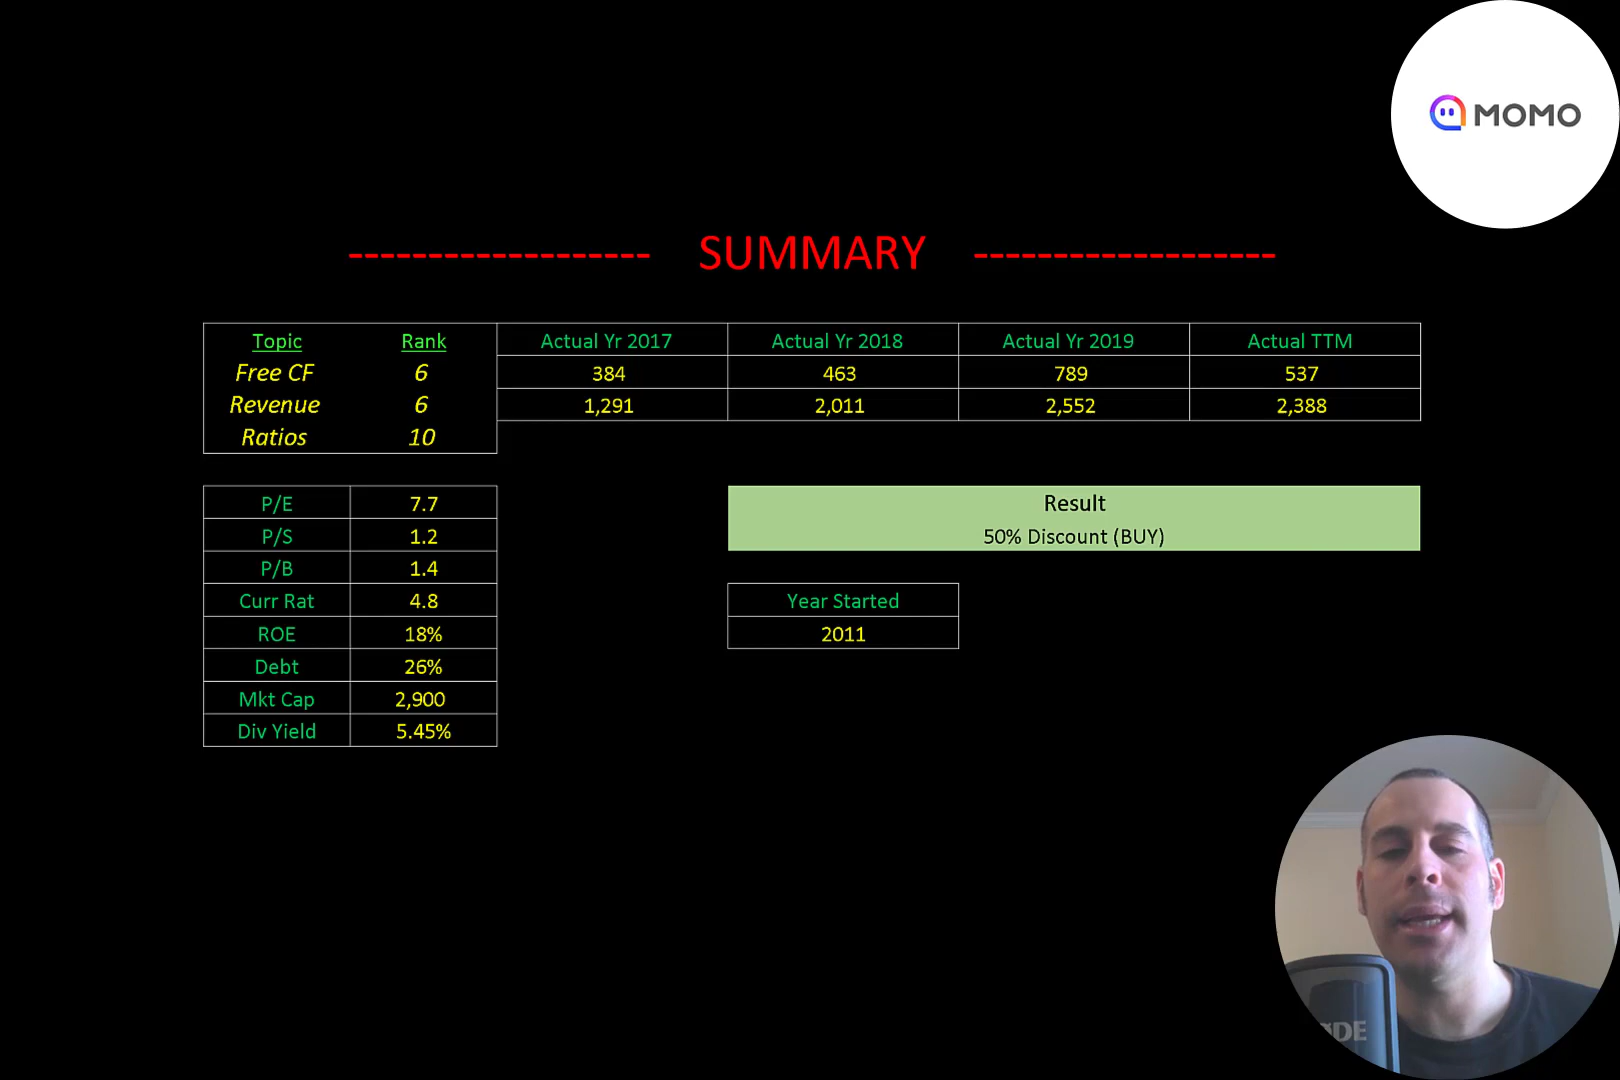 MOMO
------------------- SUMMARY -------------------
Topic Rank Actual Yr 2017 Actual Yr 2018 Actual Yr 2019 Actual TTM
Free CF 6 384 463 789 537
Revenue 6 1,291 2,011 2,552 2,388
Ratios 10
P/E 7.7
P/S 1.2
P/B 1.4
Curr Rat 4.8
ROE 18%
Debt 26%
Mkt Cap 2,900
Div Yield 5.45%
Result
50% Discount (BUY)
Year Started
2011